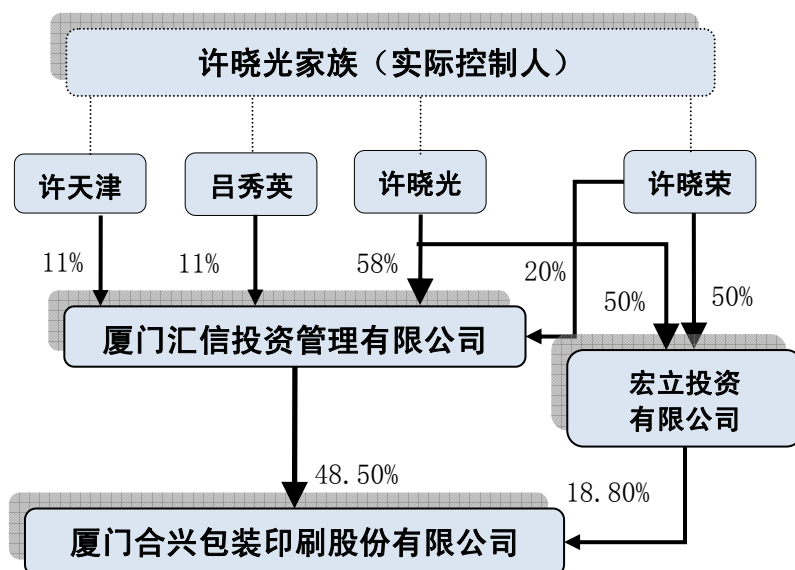 许晓光家族（实际控制人）
许天津
吕秀英
许晓光
许晓荣
11%
11%
58%
20%
50%
50%
厦门汇信投资管理有限公司
宏立投资
有限公司
48.50%
18.80%
厦门合兴包装印刷股份有限公司